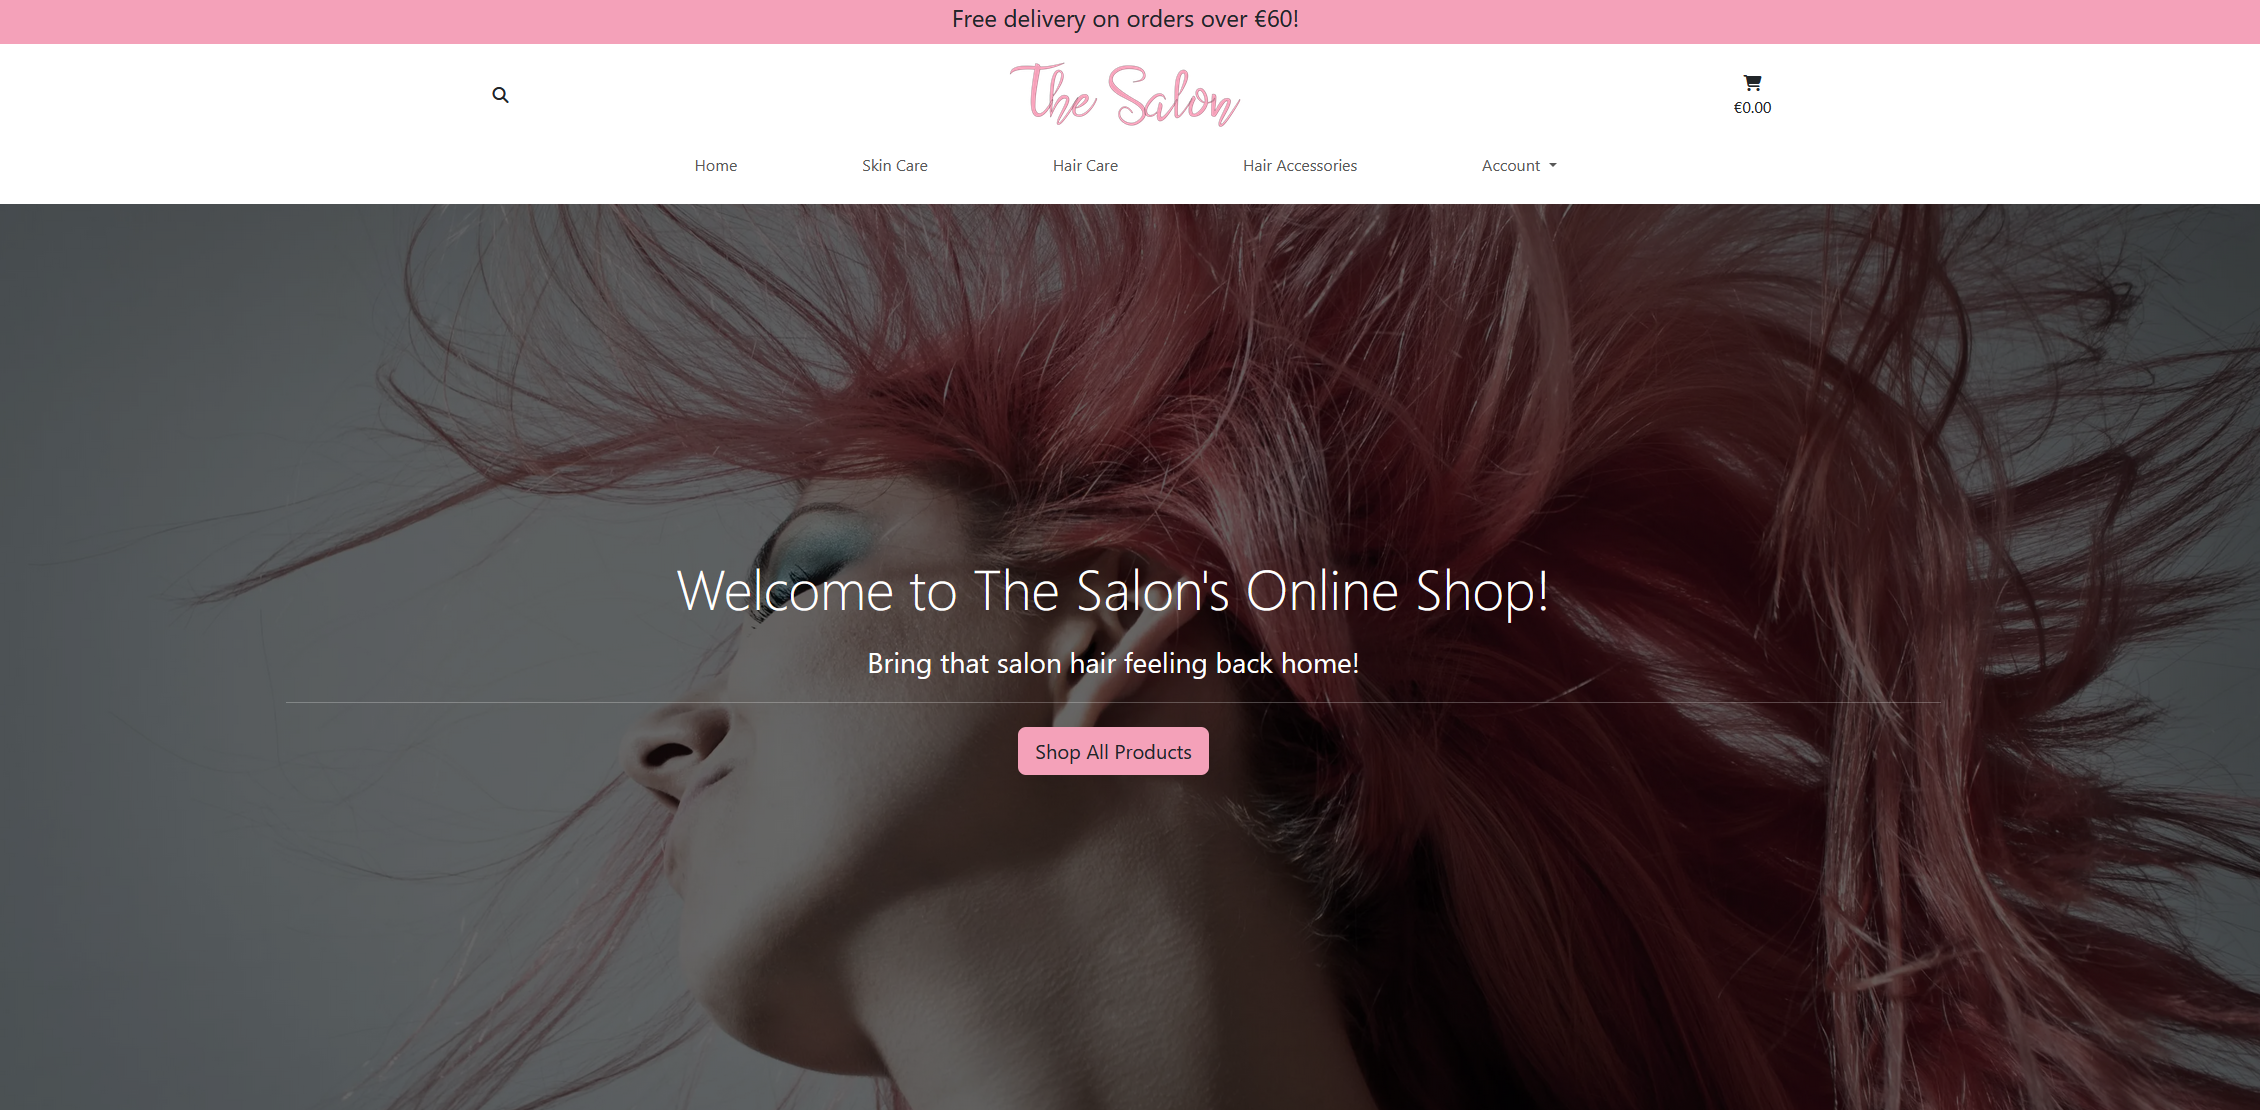 Free delivery on orders over €60!
The Salon
€0.00
Home Skin Care Hair Care Hair Accessories Account
Welcome to The Salon's Online Shop!
Bring that salon hair feeling back home!
Shop All Products